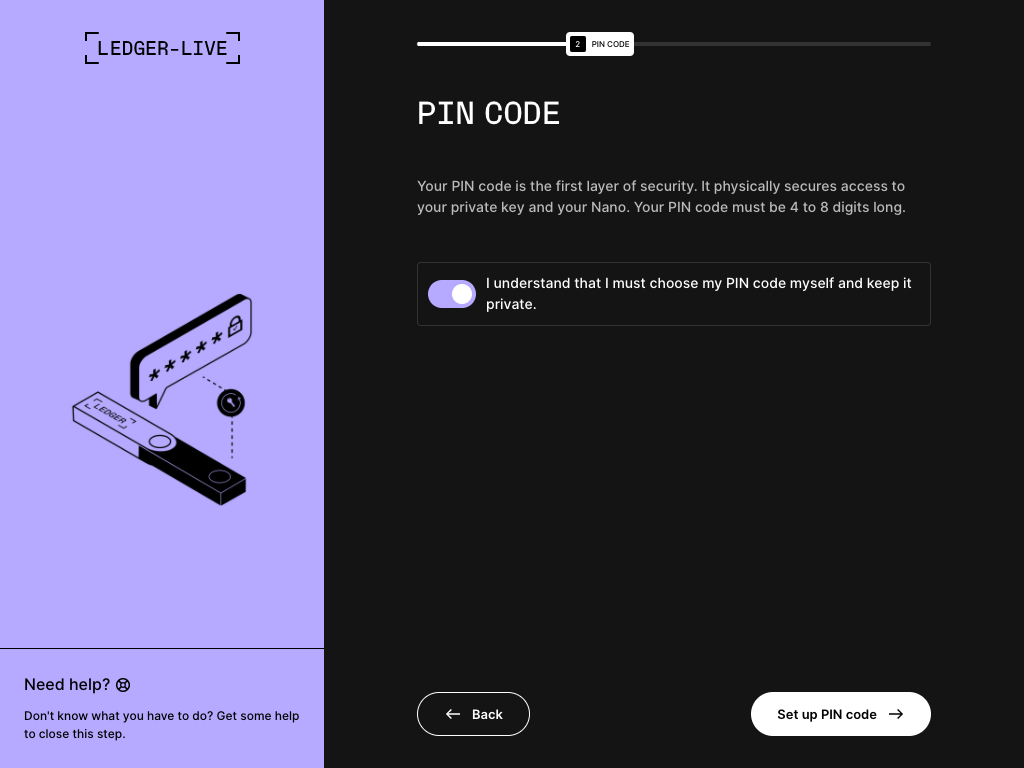 LEDGER-LIVE
2 PIN CODE
PIN CODE
Your PIN code is the first layer of security. It physically secures access to
your private key and your Nano. Your PIN code must be 4 to 8 digits long.
I understand that I must choose my PIN code myself and keep it
private.
*****
LEDGER
Need help?
Don't know what you have to do? Get some help
to close this step.
← Back
Set up PIN code →